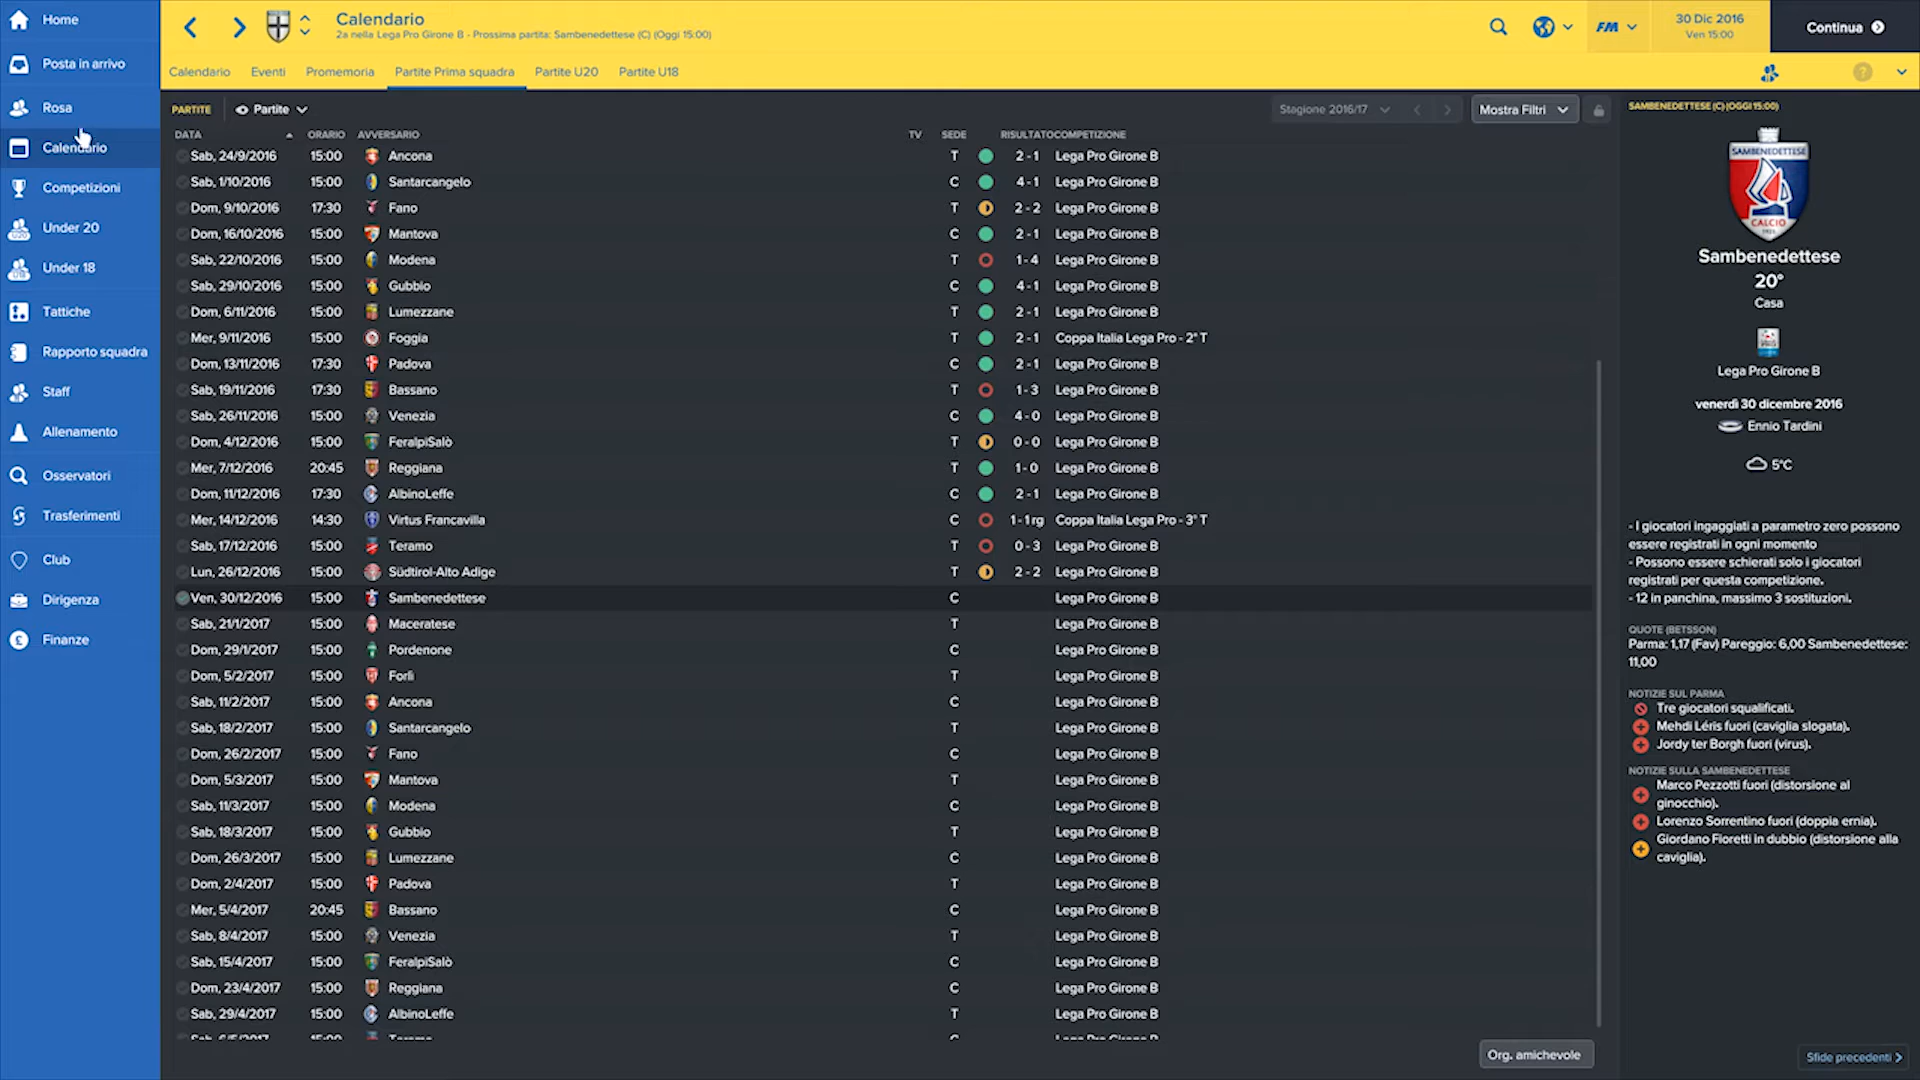 Home
Posta in arrivo
Rosa
Calendario
Competizioni
Under 20
Under 18
Tattiche
Rapporto squadra
Staff
Allenamento
Osservatori
Trasferimenti
Club
Dirigenza
Finanze
Calendario
2a nella Lega Pro Girone B - Prossima partita: Sambenedettese (C) (Oggi 15:00)
FM
30 Dic 2016
Ven 15:00
Continua
Calendario Eventi Promemoria Partite Prima squadra Partite U20 Partite U18
PARTITE Partite Stagione 2016/17 Mostra Filtri
DATA ORARIO AVVERSARIO TV SEDE RISULTATO COMPETIZIONE
Sab, 24/9/2016 15:00 Ancona T 2 - 1 Lega Pro Girone B
Sab, 1/10/2016 15:00 Santarcangelo C 4 - 1 Lega Pro Girone B
Dom, 9/10/2016 17:30 Fano T 2 - 2 Lega Pro Girone B
Dom, 16/10/2016 15:00 Mantova C 2 - 1 Lega Pro Girone B
Sab, 22/10/2016 15:00 Modena T 1 - 4 Lega Pro Girone B
Sab, 29/10/2016 15:00 Gubbio C 4 - 1 Lega Pro Girone B
Dom, 6/11/2016 15:00 Lumezzane T 2 - 1 Lega Pro Girone B
Mer, 9/11/2016 15:00 Foggia T 2 - 1 Coppa Italia Lega Pro - 2° T
Dom, 13/11/2016 17:30 Padova C 2 - 1 Lega Pro Girone B
Sab, 19/11/2016 17:30 Bassano T 1 - 3 Lega Pro Girone B
Sab, 26/11/2016 15:00 Venezia C 4 - 0 Lega Pro Girone B
Dom, 4/12/2016 15:00 FeralpiSalò T 0 - 0 Lega Pro Girone B
Mer, 7/12/2016 20:45 Reggiana T 1 - 0 Lega Pro Girone B
Dom, 11/12/2016 17:30 AlbinoLeffe C 2 - 1 Lega Pro Girone B
Mer, 14/12/2016 14:30 Virtus Francavilla C 1 - 1 rg Coppa Italia Lega Pro - 3° T
Sab, 17/12/2016 15:00 Teramo T 0 - 3 Lega Pro Girone B
Lun, 26/12/2016 15:00 Südtirol-Alto Adige T 2 - 2 Lega Pro Girone B
Ven, 30/12/2016 15:00 Sambenedettese C Lega Pro Girone B
Sab, 21/1/2017 15:00 Maceratese T Lega Pro Girone B
Dom, 29/1/2017 15:00 Pordenone C Lega Pro Girone B
Dom, 5/2/2017 15:00 Forlì T Lega Pro Girone B
Sab, 11/2/2017 15:00 Ancona C Lega Pro Girone B
Sab, 18/2/2017 15:00 Santarcangelo T Lega Pro Girone B
Dom, 26/2/2017 15:00 Fano C Lega Pro Girone B
Dom, 5/3/2017 15:00 Mantova T Lega Pro Girone B
Sab, 11/3/2017 15:00 Modena C Lega Pro Girone B
Sab, 18/3/2017 15:00 Gubbio T Lega Pro Girone B
Dom, 26/3/2017 15:00 Lumezzane C Lega Pro Girone B
Dom, 2/4/2017 15:00 Padova T Lega Pro Girone B
Mer, 5/4/2017 20:45 Bassano C Lega Pro Girone B
Sab, 8/4/2017 15:00 Venezia T Lega Pro Girone B
Sab, 15/4/2017 15:00 FeralpiSalò C Lega Pro Girone B
Dom, 23/4/2017 15:00 Reggiana C Lega Pro Girone B
Sab, 29/4/2017 15:00 AlbinoLeffe T Lega Pro Girone B
Sab, 6/5/2017 15:00 Teramo C Lega Pro Girone B
Org. amichevole
SAMBENEDETTESE (C) (OGGI 15:00)
SAMBENEDETTESE
CALCIO
Sambenedettese
20°
Casa
Lega Pro Girone B
venerdì 30 dicembre 2016
Ennio Tardini
5°C
- I giocatori ingaggiati a parametro zero possono
essere registrati in ogni momento
- Possono essere schierati solo i giocatori
registrati per questa competizione.
- 12 in panchina, massimo 3 sostituzioni.
QUOTE (BETSSON)
Parma: 1,17 (Fav) Pareggio: 6,00 Sambenedettese:
11,00
NOTIZIE SUL PARMA
Tre giocatori squalificati.
Mehdi Léris fuori (caviglia slogata).
Jordy ter Borgh fuori (virus).
NOTIZIE SULLA SAMBENEDETTESE
Marco Pezzotti fuori (distorsione al
ginocchio).
Lorenzo Sorrentino fuori (doppia ernia).
Giordano Fioretti in dubbio (distorsione alla
caviglia).
Sfide precedenti